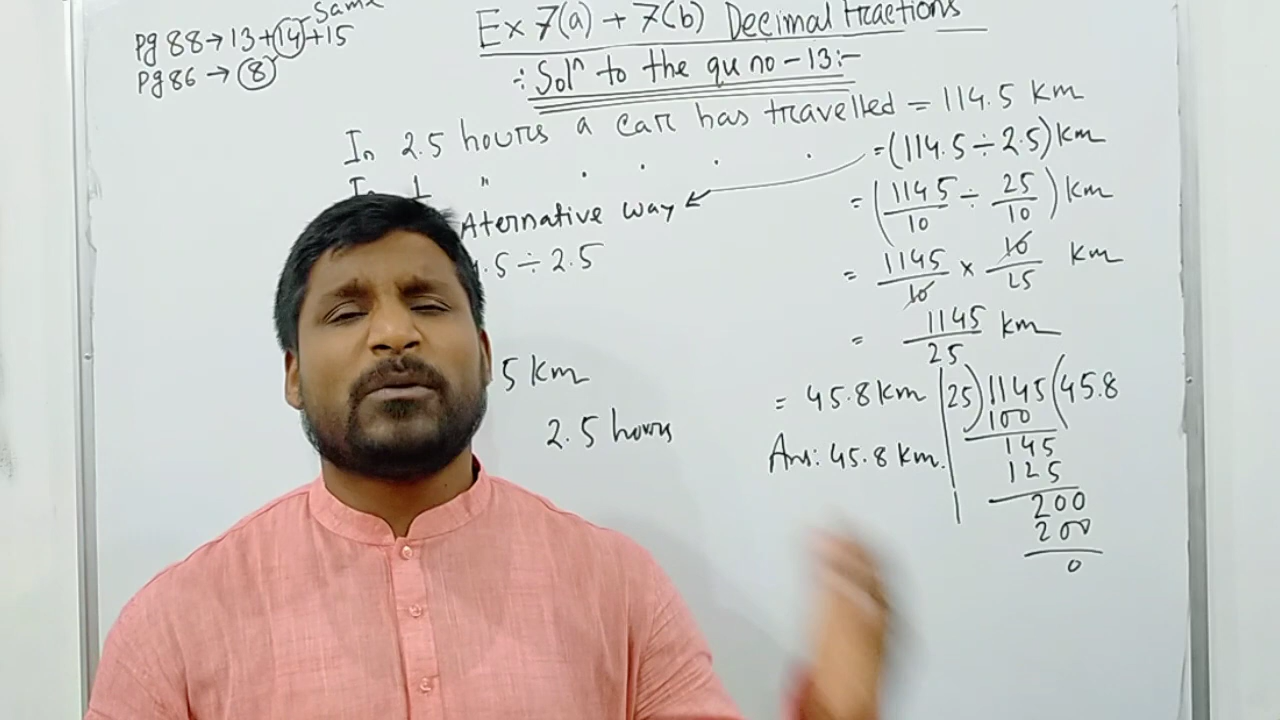 Same
Pg 88→13+14+15
Pg 86→8
Ex 7(a) + 7(b) Decimal fractions
∴ Solⁿ to the qu no - 13:-
In 2.5 hours a car has travelled = 114.5 km
In 1 " . . . . = (114.5 ÷ 2.5) km
Aternative way
= (1145/10 ÷ 25/10) km
.5 ÷ 2.5
= 1145/10 × 10/25 km
= 1145/25 km
5 km
= 45.8 km
25)1145(45.8
100
145
2.5 hours
Ans: 45.8 km.
125
200
200
0